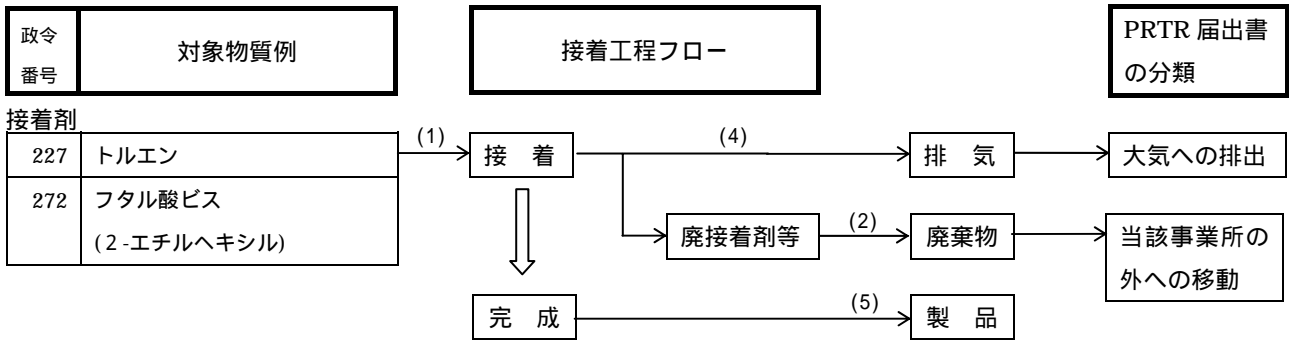 政令
番号
対象物質例
接着工程フロー
PRTR 届出書
の分類
接着剤
227 トルエン
272 フタル酸ビス
(2-エチルヘキシル)
(1)
接 着
(4)
排 気
大気への排出
廃接着剤等
(2)
廃棄物
当該事業所の
外への移動
完 成
(5)
製 品